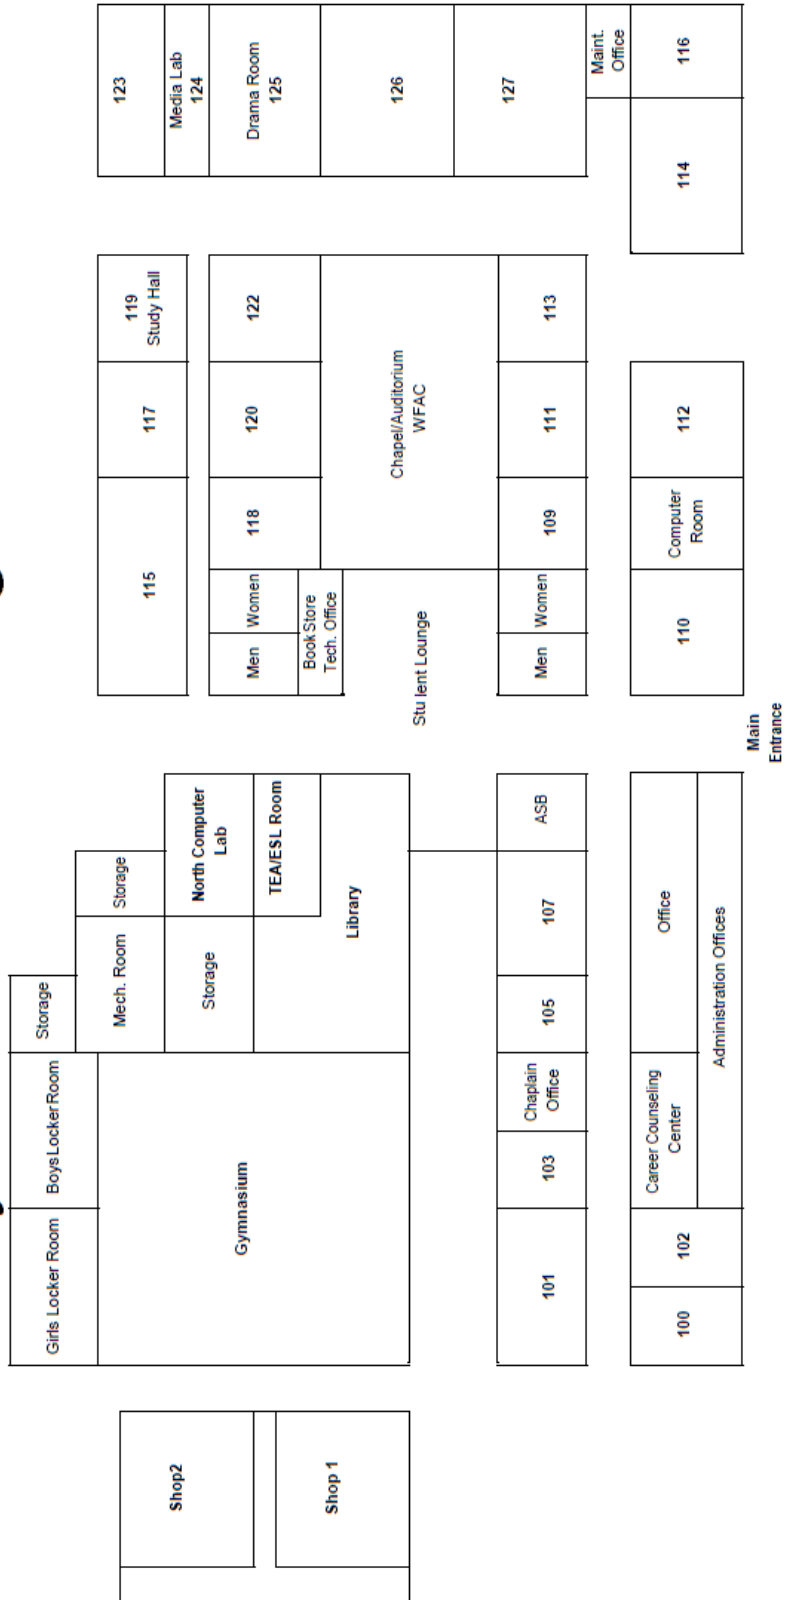 Girls Locker Room
Boys Locker Room
Storage
Mech. Room
Storage
115
117
119
Study Hall
123
Shop2
Storage
North Computer
Lab
Media Lab
124
Gymnasium
TEA/ESL Room
Men
Women
118
120
122
Drama Room
125
Shop 1
Library
BookStore
Tech. Office
Stu lent Lounge
Chapel/Auditorium
WFAC
126
101
103
Chaplain
Office
105
107
ASB
Men
Women
109
111
113
127
Maint.
Office
100
102
Career Counseling
Center
Office
Administration Offices
110
Computer
Room
112
114
116
Main
Entrance